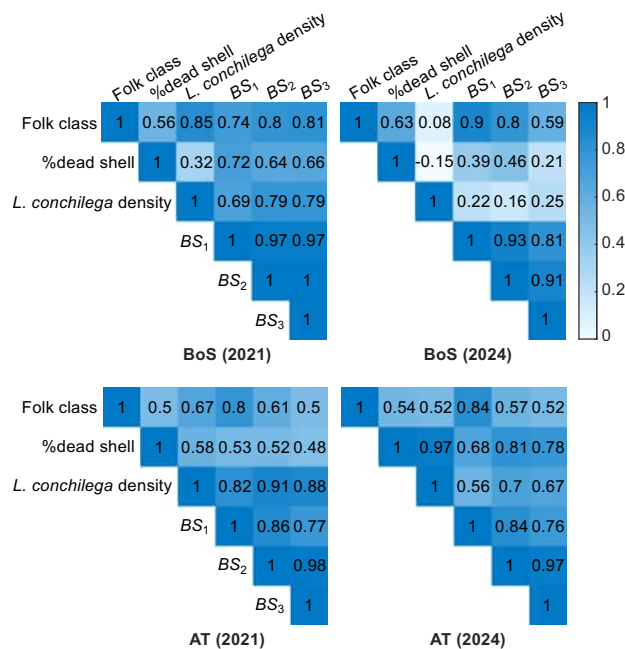 Folk class %dead shell L. conchilega density BS1 BS2 BS3 Folk class %dead shell L. conchilega density BS1 BS2 BS3
Folk class 1 0.56 0.85 0.74 0.8 0.81 1 0.63 0.08 0.9 0.8 0.59 1
%dead shell 1 0.32 0.72 0.64 0.66 1 -0.15 0.39 0.46 0.21 0.8
L. conchilega density 1 0.69 0.79 0.79 1 0.22 0.16 0.25 0.6
BS1 1 0.97 0.97 1 0.93 0.81 0.4
BS2 1 1 1 0.91 0.2
BS3 1 1 0
BoS (2021) BoS (2024)
Folk class 1 0.5 0.67 0.8 0.61 0.5 1 0.54 0.52 0.84 0.57 0.52
%dead shell 1 0.58 0.53 0.52 0.48 1 0.97 0.68 0.81 0.78
L. conchilega density 1 0.82 0.91 0.88 1 0.56 0.7 0.67
BS1 1 0.86 0.77 1 0.84 0.76
BS2 1 0.98 1 0.97
BS3 1 1
AT (2021) AT (2024)